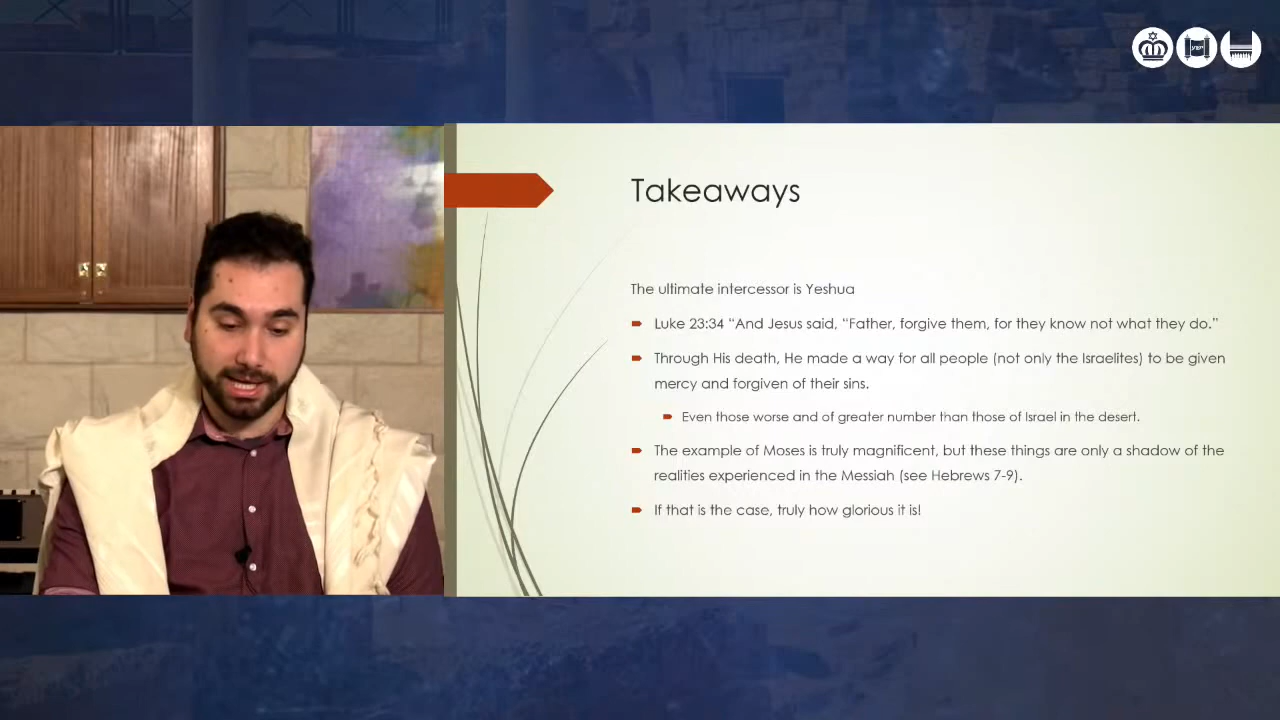 Takeaways
The ultimate intercessor is Yeshua
Luke 23:34 “And Jesus said, “Father, forgive them, for they know not what they do.”
Through His death, He made a way for all people (not only the Israelites) to be given
mercy and forgiven of their sins.
Even those worse and of greater number than those of Israel in the desert.
The example of Moses is truly magnificent, but these things are only a shadow of the
realities experienced in the Messiah (see Hebrews 7-9).
If that is the case, truly how glorious it is!